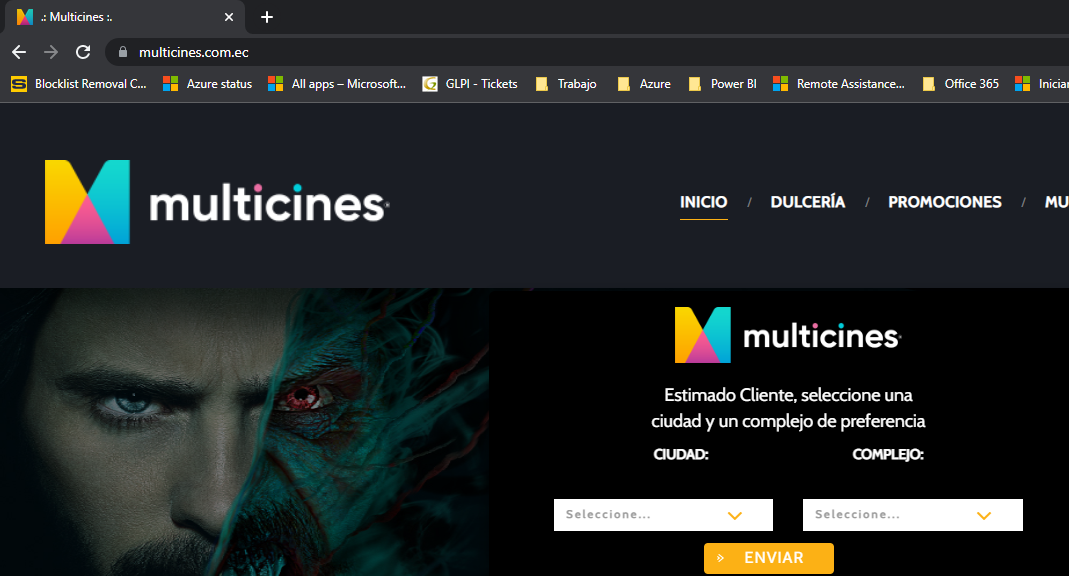 .: Multicines :.
multicines.com.ec
Blocklist Removal C... Azure status All apps – Microsoft... GLPI - Tickets Trabajo Azure Power BI Remote Assistance... Office 365 Iniciar
multicines
INICIO / DULCERÍA / PROMOCIONES / MU
multicines
Estimado Cliente, seleccione una
ciudad y un complejo de preferencia
CIUDAD: COMPLEJO:
Seleccione... Seleccione...
ENVIAR